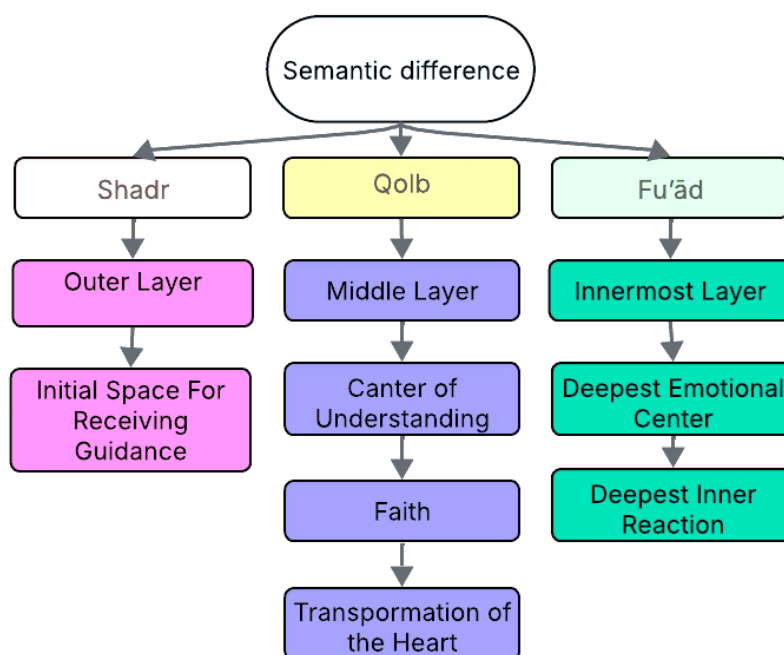 Semantic difference
Shadr
Qolb
Fu'ād
Outer Layer
Middle Layer
Innermost Layer
Initial Space For
Receiving
Guidance
Canter of
Understanding
Deepest Emotional
Center
Faith
Deepest Inner
Reaction
Transpormation of
the Heart